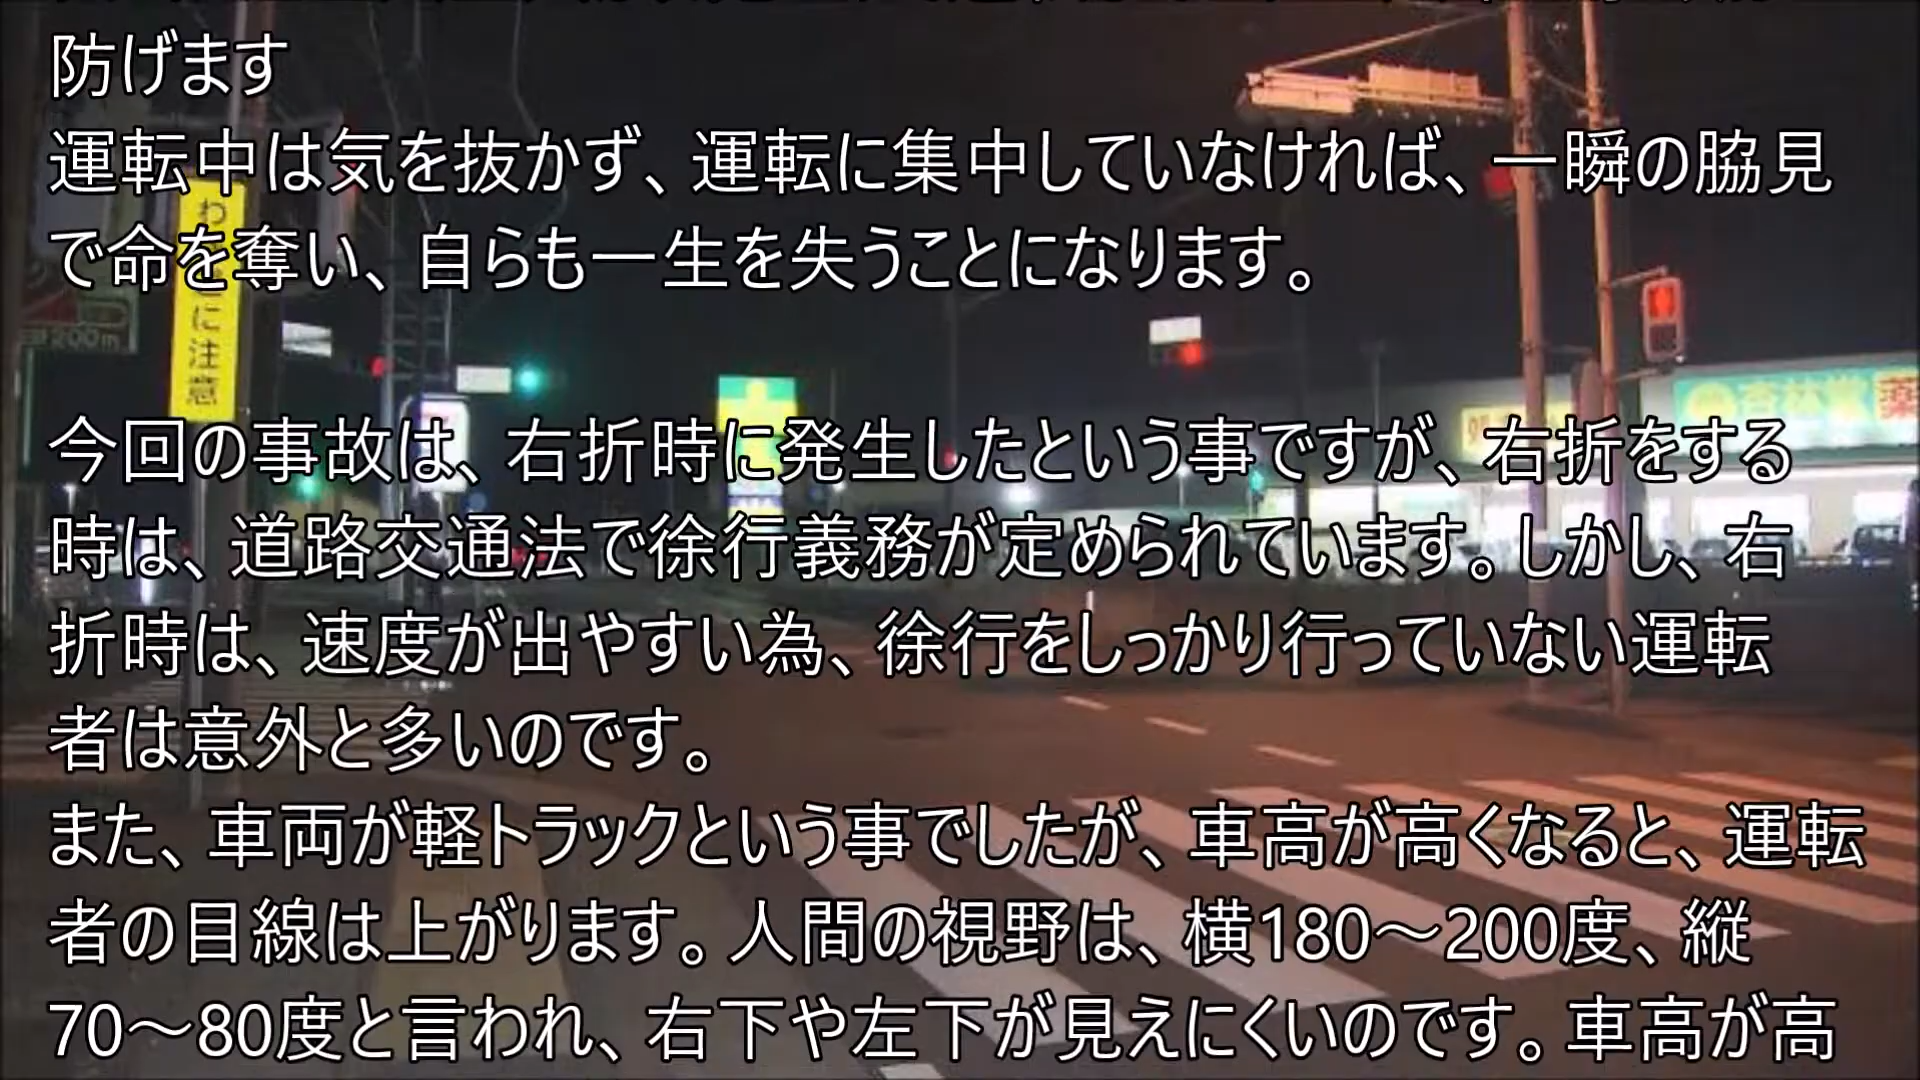 防げます
運転中は気を抜かず、運転に集中していなければ、一瞬の脇見
で命を奪い、自らも一生を失うことになります。
今回の事故は、右折時に発生したという事ですが、右折をする
時は、道路交通法で徐行義務が定められています。しかし、右
折時は、速度が出やすい為、徐行をしっかり行っていない運転
者は意外と多いのです。
また、車両が軽トラックという事でしたが、車高が高くなると、運転
者の目線は上がります。人間の視野は、横180～200度、縦
70～80度と言われ、右下や左下が見えにくいのです。車高が高
に注意
200m
杏林堂 薬